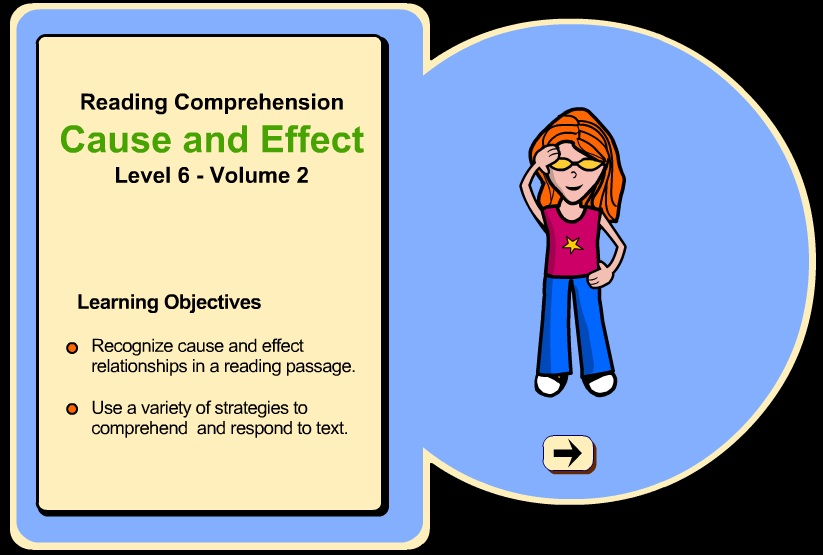 Reading Comprehension
Cause and Effect
Level 6 - Volume 2
Learning Objectives
Recognize cause and effect
relationships in a reading passage.
Use a variety of strategies to
comprehend and respond to text.